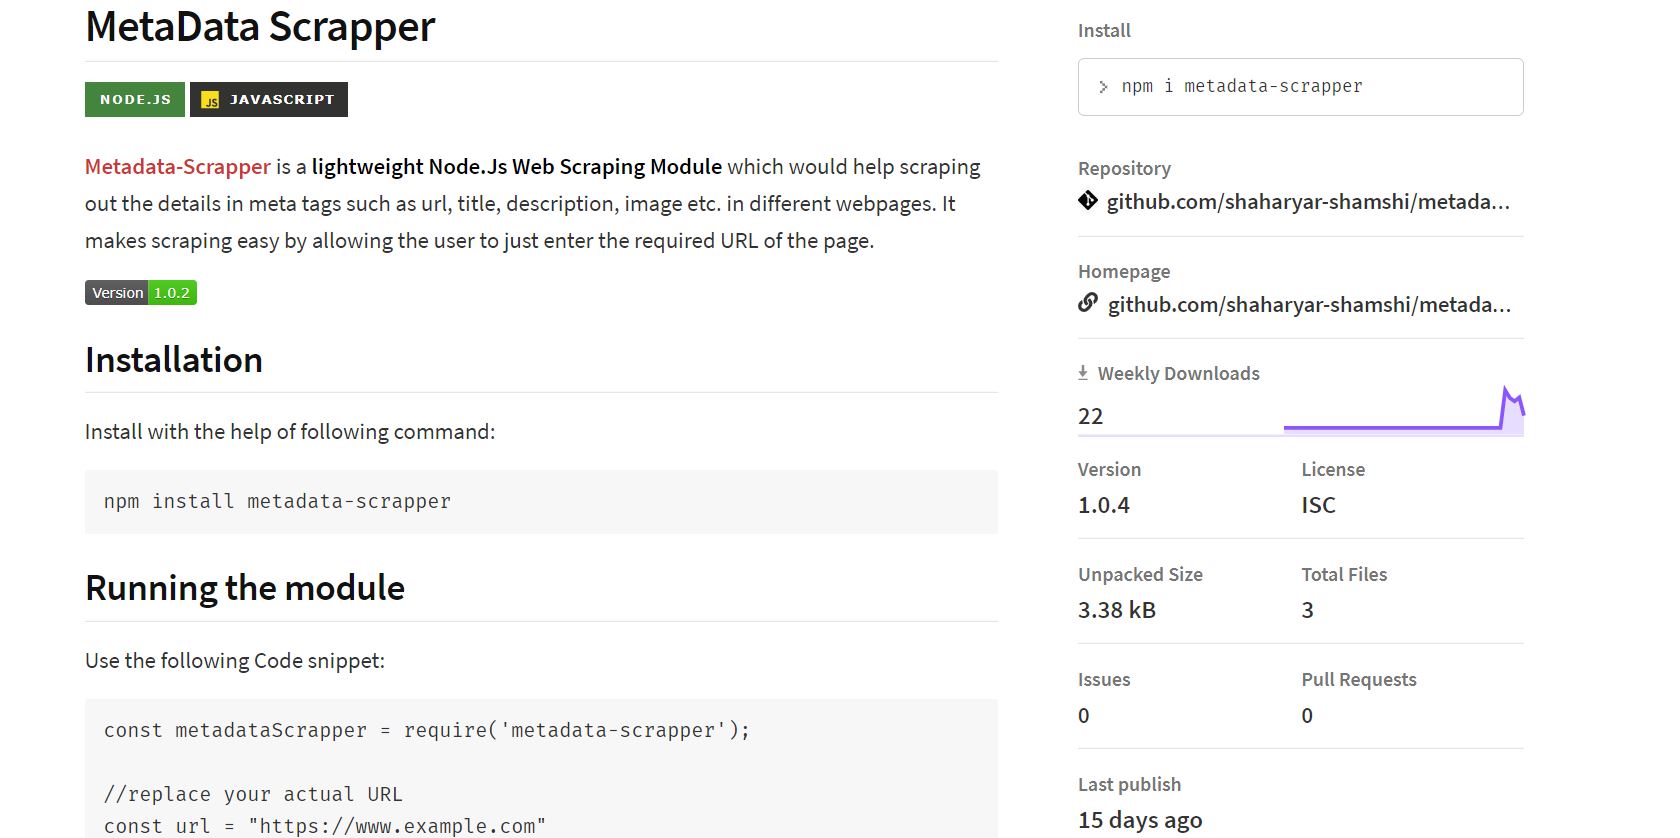 MetaData Scrapper
NODE.JS JS JAVASCRIPT
Metadata-Scrapper is a lightweight Node.Js Web Scraping Module which would help scraping
out the details in meta tags such as url, title, description, image etc. in different webpages. It
makes scraping easy by allowing the user to just enter the required URL of the page.
Version 1.0.2
Installation
Install with the help of following command:
npm install metadata-scrapper
Running the module
Use the following Code snippet:
const metadataScrapper = require('metadata-scrapper');
//replace your actual URL
const url = "https://www.example.com"
Install
> npm i metadata-scrapper
Repository
github.com/shaharyar-shamshi/metada...
Homepage
github.com/shaharyar-shamshi/metada...
Weekly Downloads
22
Version License
1.0.4 ISC
Unpacked Size Total Files
3.38 kB 3
Issues Pull Requests
0 0
Last publish
15 days ago